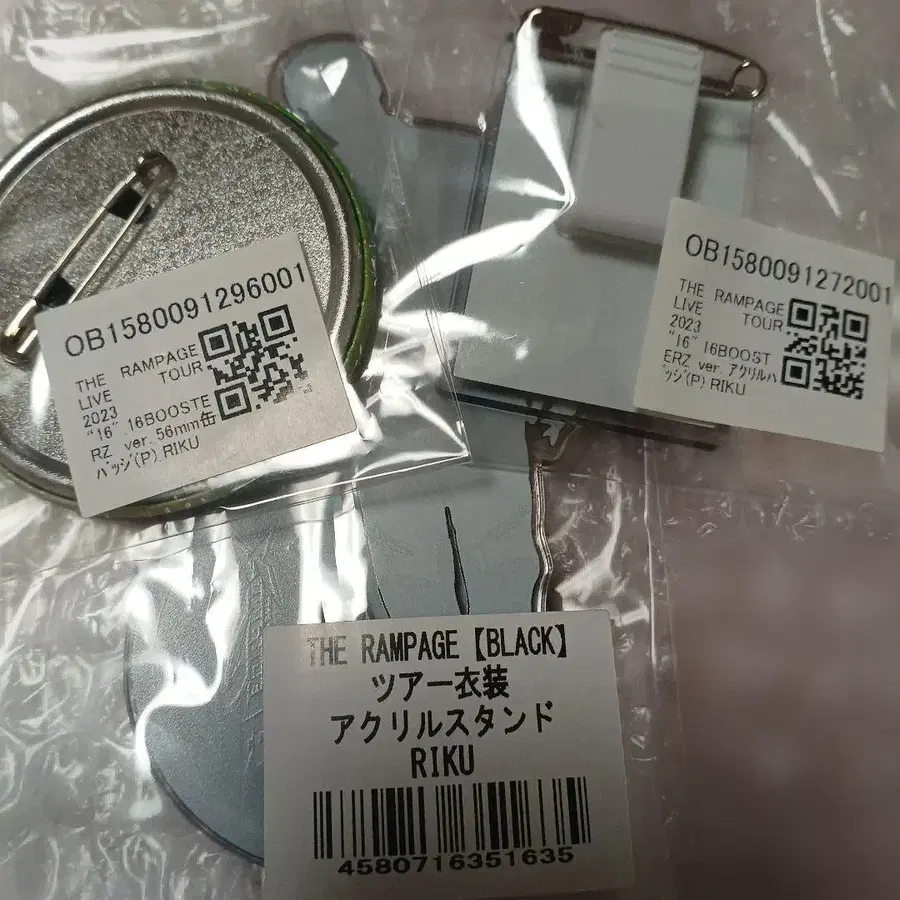 OB1580091296001
THE RAMPAGE
LIVE TOUR
2023
"16" 16BOOSTE
RZ ver. 56mm缶
バッジ(P) RIKU
OB1580091272001
THE RAMPAGE
LIVE TOUR
2023
"16" 16BOOST
ERZ ver. アクリルバ
ッジ(P) RIKU
THE RAMPAGE【BLACK】
ツアー衣装
アクリルスタンド
RIKU
4580716351635